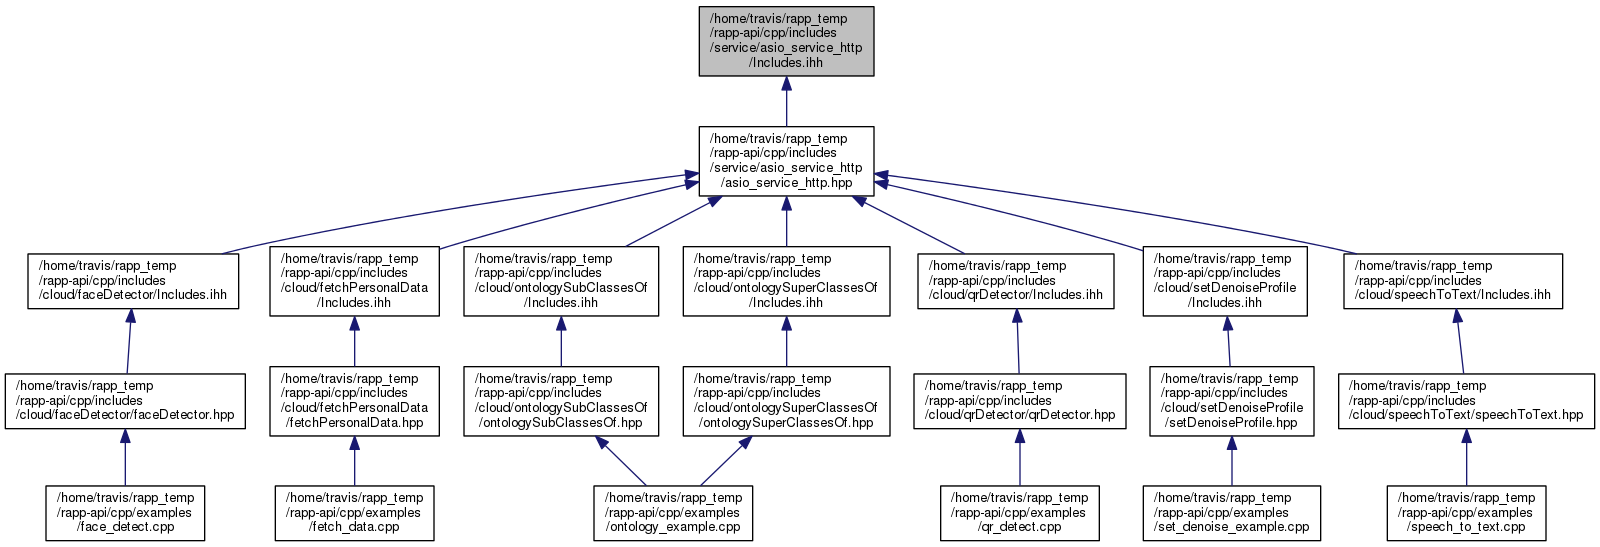 /home/travis/rapp_temp
/rapp-api/cpp/includes
/service/asio_service_http
/Includes.ihh
/home/travis/rapp_temp
/rapp-api/cpp/includes
/service/asio_service_http
/asio_service_http.hpp
/home/travis/rapp_temp
/rapp-api/cpp/includes
/cloud/faceDetector/Includes.ihh
/home/travis/rapp_temp
/rapp-api/cpp/includes
/cloud/fetchPersonalData
/Includes.ihh
/home/travis/rapp_temp
/rapp-api/cpp/includes
/cloud/ontologySubClassesOf
/Includes.ihh
/home/travis/rapp_temp
/rapp-api/cpp/includes
/cloud/ontologySuperClassesOf
/Includes.ihh
/home/travis/rapp_temp
/rapp-api/cpp/includes
/cloud/qrDetector/Includes.ihh
/home/travis/rapp_temp
/rapp-api/cpp/includes
/cloud/setDenoiseProfile
/Includes.ihh
/home/travis/rapp_temp
/rapp-api/cpp/includes
/cloud/speechToText/Includes.ihh
/home/travis/rapp_temp
/rapp-api/cpp/includes
/cloud/faceDetector/faceDetector.hpp
/home/travis/rapp_temp
/rapp-api/cpp/includes
/cloud/fetchPersonalData
/fetchPersonalData.hpp
/home/travis/rapp_temp
/rapp-api/cpp/includes
/cloud/ontologySubClassesOf
/ontologySubClassesOf.hpp
/home/travis/rapp_temp
/rapp-api/cpp/includes
/cloud/ontologySuperClassesOf
/ontologySuperClassesOf.hpp
/home/travis/rapp_temp
/rapp-api/cpp/includes
/cloud/qrDetector/qrDetector.hpp
/home/travis/rapp_temp
/rapp-api/cpp/includes
/cloud/setDenoiseProfile
/setDenoiseProfile.hpp
/home/travis/rapp_temp
/rapp-api/cpp/includes
/cloud/speechToText/speechToText.hpp
/home/travis/rapp_temp
/rapp-api/cpp/examples
/face_detect.cpp
/home/travis/rapp_temp
/rapp-api/cpp/examples
/fetch_data.cpp
/home/travis/rapp_temp
/rapp-api/cpp/examples
/ontology_example.cpp
/home/travis/rapp_temp
/rapp-api/cpp/examples
/qr_detect.cpp
/home/travis/rapp_temp
/rapp-api/cpp/examples
/set_denoise_example.cpp
/home/travis/rapp_temp
/rapp-api/cpp/examples
/speech_to_text.cpp